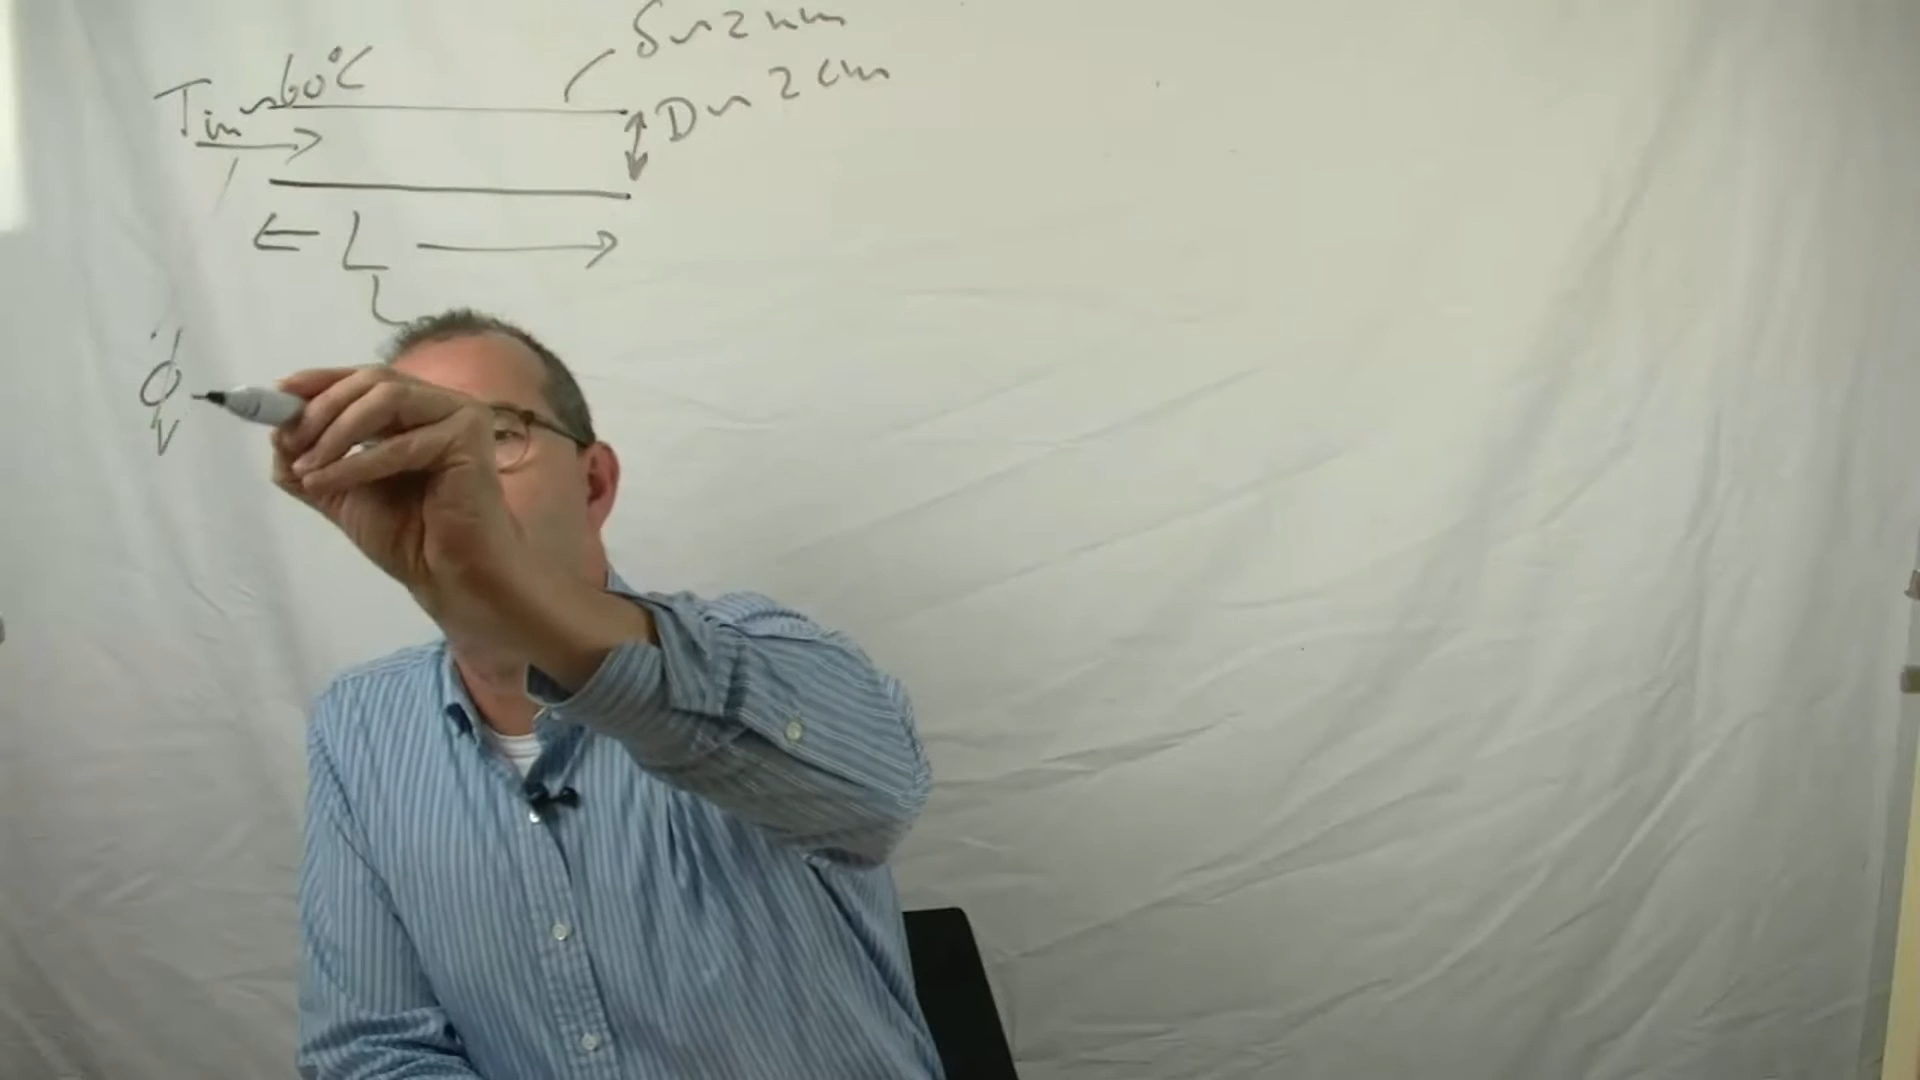 δ ~ 2 mm
T_in ~ 60°C
D ~ 2 cm
L